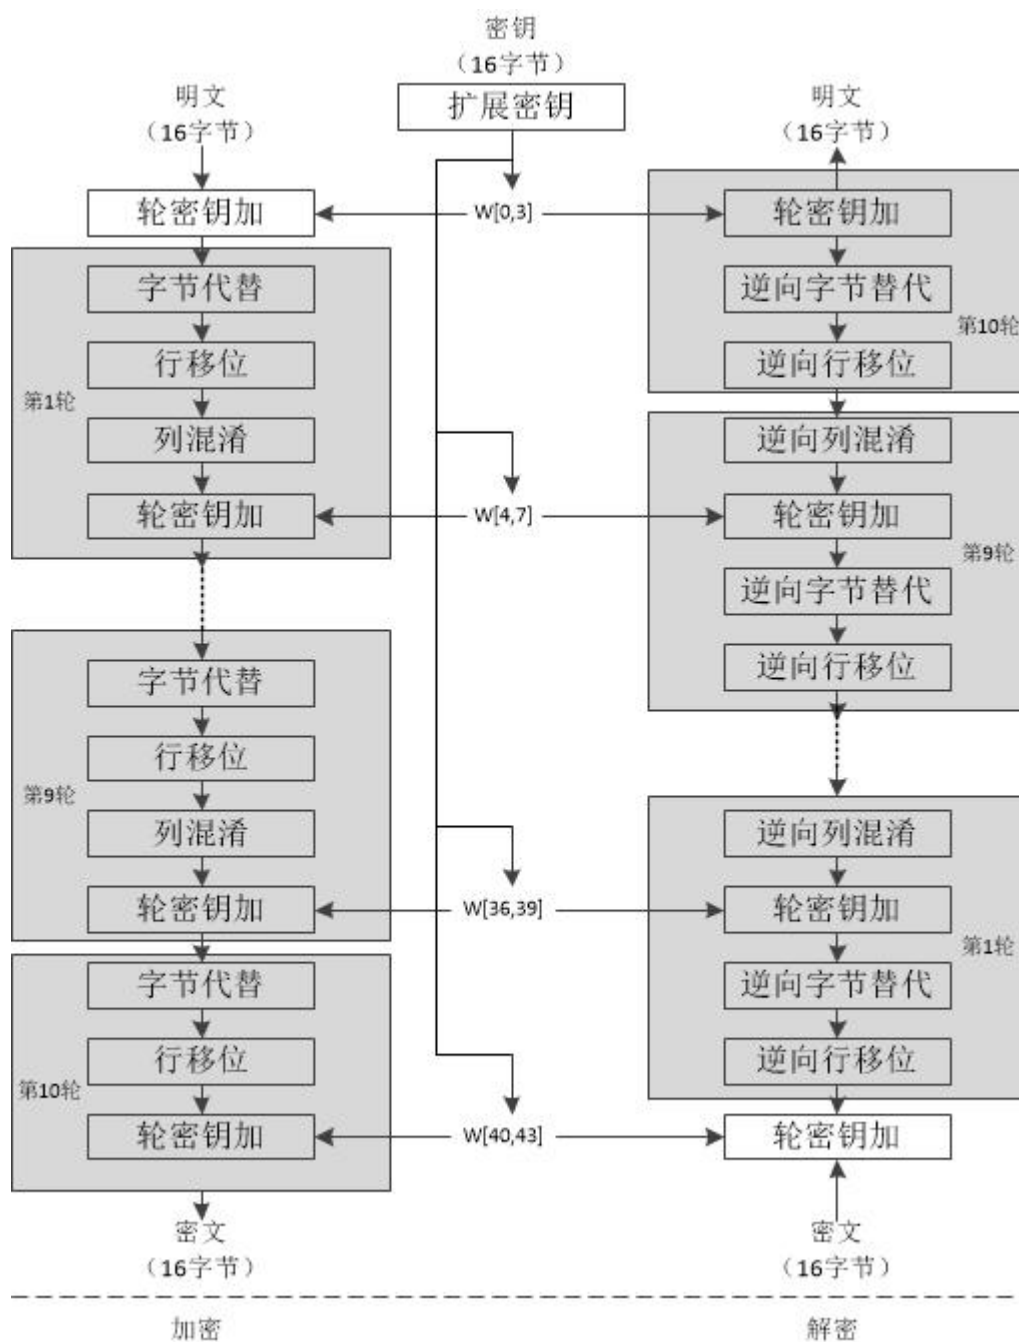 密钥
（16字节）
扩展密钥
明文
（16字节）
明文
（16字节）
轮密钥加
W[0,3]
轮密钥加
字节代替
逆向字节替代
第10轮
行移位
逆向行移位
第1轮
列混淆
逆向列混淆
轮密钥加
W[4,7]
轮密钥加
第9轮
逆向字节替代
字节代替
逆向行移位
行移位
第9轮
列混淆
逆向列混淆
轮密钥加
W[36,39]
轮密钥加
第1轮
字节代替
逆向字节替代
行移位
逆向行移位
第10轮
轮密钥加
W[40,43]
轮密钥加
密文
（16字节）
密文
（16字节）
加密
解密